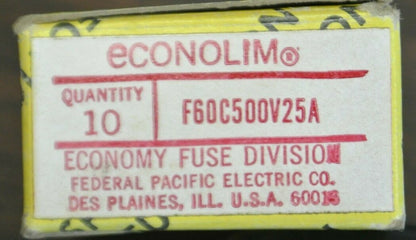 eCONOLIM®
QUANTITY
10
F60C500V25A
ECONOMY FUSE DIVISION
FEDERAL PACIFIC ELECTRIC CO.
DES PLAINES, ILL. U.S.A. 60018